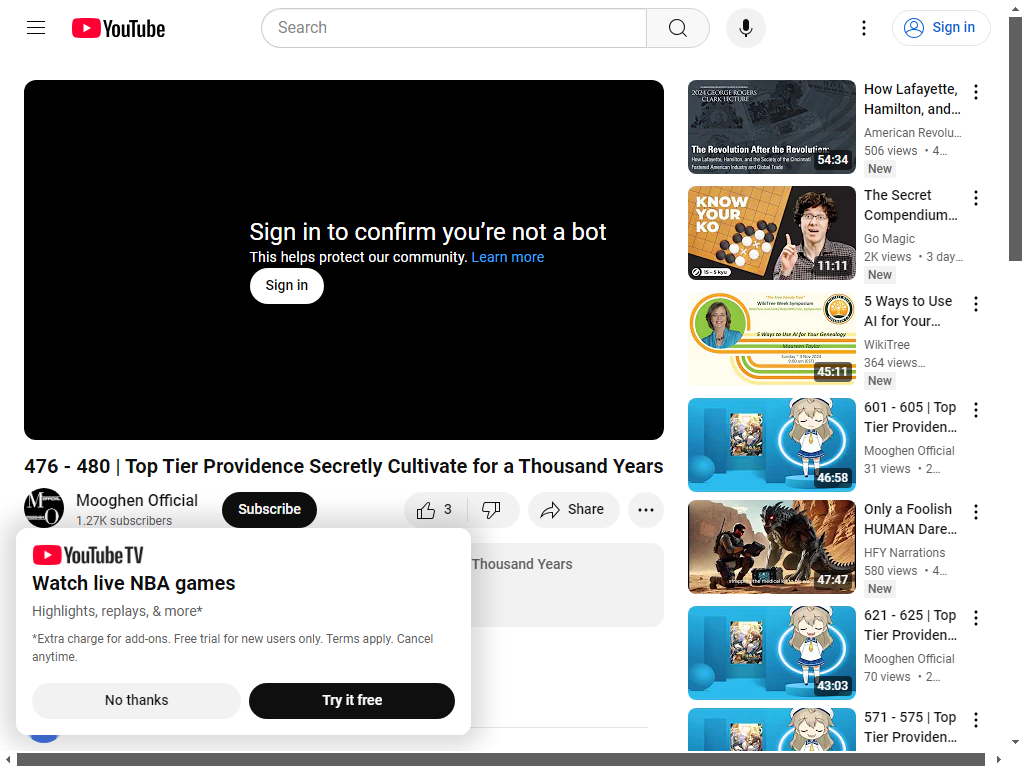 YouTube
Search
Sign in
Sign in to confirm you’re not a bot
This helps protect our community. Learn more
Sign in
476 - 480 | Top Tier Providence Secretly Cultivate for a Thousand Years
Mooghen Official
1.27K subscribers
Subscribe
3
Share
Thousand Years
YouTube TV
Watch live NBA games
Highlights, replays, & more*
*Extra charge for add-ons. Free trial for new users only. Terms apply. Cancel
anytime.
No thanks
Try it free
2024 GEORGE ROGERS
CLARK LECTURE
The Revolution After the Revolution:
How Lafayette, Hamilton, and the Society of the Cincinnati
Fostered American Industry and Global Trade
54:34
How Lafayette,
Hamilton, and...
American Revolu...
506 views • 4...
New
KNOW
YOUR
KO
15 - 5 kyu
11:11
The Secret
Compendium...
Go Magic
2K views • 3 day...
New
WikiTree Week Symposium
5 Ways to Use AI for Your Genealogy
Maureen Taylor
45:11
5 Ways to Use
AI for Your...
WikiTree
364 views...
New
46:58
601 - 605 | Top
Tier Providen...
Mooghen Official
31 views • 2...
47:47
Only a Foolish
HUMAN Dare...
HFY Narrations
580 views • 4...
New
43:03
621 - 625 | Top
Tier Providen...
Mooghen Official
70 views • 2...
571 - 575 | Top
Tier Providen...